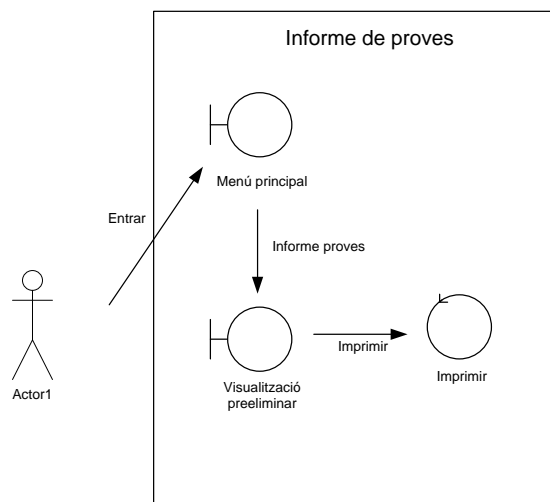 Informe de proves
Menú principal
Entrar
Informe proves
Imprimir
Visualització
preeliminar
Imprimir
Actor1